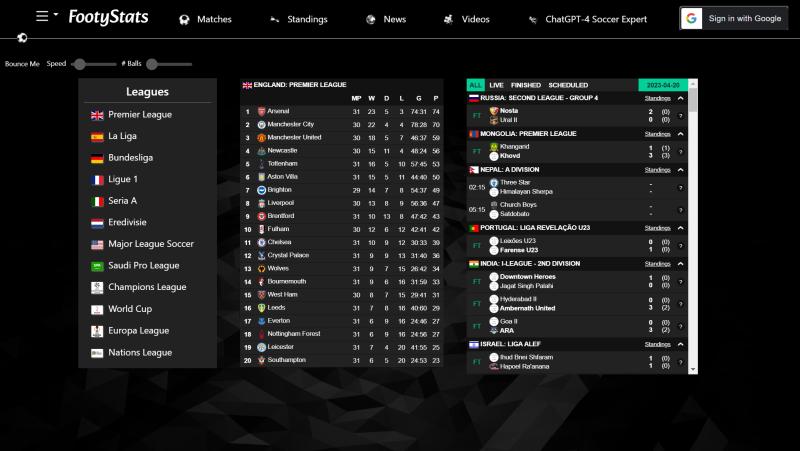 FootyStats
Matches
Standings
News
Videos
ChatGPT-4 Soccer Expert
Sign in with Google
Bounce Me Speed # Balls
Leagues
Premier League
La Liga
Bundesliga
Ligue 1
Seria A
Eredivisie
Major League Soccer
Saudi Pro League
Champions League
World Cup
Europa League
Nations League
ENGLAND: PREMIER LEAGUE
MP W D L G P
1 Arsenal 31 23 5 3 74:31 74
2 Manchester City 30 22 4 4 78:28 70
3 Manchester United 30 18 5 7 46:37 59
4 Newcastle 30 15 11 4 48:24 56
5 Tottenham 31 16 5 10 57:45 53
6 Aston Villa 31 15 5 11 44:40 50
7 Brighton 29 14 7 8 54:37 49
8 Liverpool 30 13 8 9 56:36 47
9 Brentford 31 10 13 8 47:42 43
10 Fulham 30 12 6 12 42:41 42
11 Chelsea 31 10 9 12 30:33 39
12 Crystal Palace 31 9 9 13 31:40 36
13 Wolves 31 9 7 15 26:42 34
14 Bournemouth 31 9 6 16 31:59 33
15 West Ham 30 8 7 15 29:41 31
16 Leeds 31 7 8 16 40:60 29
17 Everton 31 6 9 16 24:46 27
18 Nottingham Forest 31 6 9 16 24:56 27
19 Leicester 31 7 4 20 41:55 25
20 Southampton 31 6 5 20 24:53 23
ALL LIVE FINISHED SCHEDULED 2023-04-20
RUSSIA: SECOND LEAGUE - GROUP 4 Standings
FT Nosta 2 (0)
Ural II 0 (0) ?
MONGOLIA: PREMIER LEAGUE Standings
FT Khangarid 1 (1)
Khovd 3 (3) ?
NEPAL: A DIVISION Standings
02:15 Three Star -
Himalayan Sherpa - ?
05:15 Church Boys -
Satdobato - ?
PORTUGAL: LIGA REVELAÇÃO U23 Standings
FT Leixões U23 0 (0)
Farense U23 1 (0) ?
INDIA: I-LEAGUE - 2ND DIVISION Standings
FT Downtown Heroes 1 (0)
Jagat Singh Palahi 0 (0) ?
FT Hyderabad II 0 (0)
Ambernath United 3 (2) ?
FT Goa II 0 (0)
ARA 3 (2) ?
ISRAEL: LIGA ALEF Standings
FT Ihud Bnei Shfaram 1 (0)
Hapoel Ra'anana 1 (0) ?